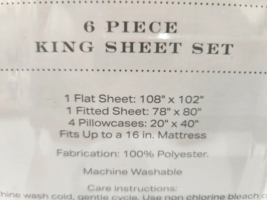 6 PIECE
KING SHEET SET
1 Flat Sheet: 108" x 102"
1 Fitted Sheet: 78" x 80"
4 Pillowcases: 20" x 40"
Fits Up to a 16 in. Mattress
Fabrication: 100% Polyester.
Machine Washable
Care instructions:
hine wash cold, gentle cycle. Use non chlorine bleach